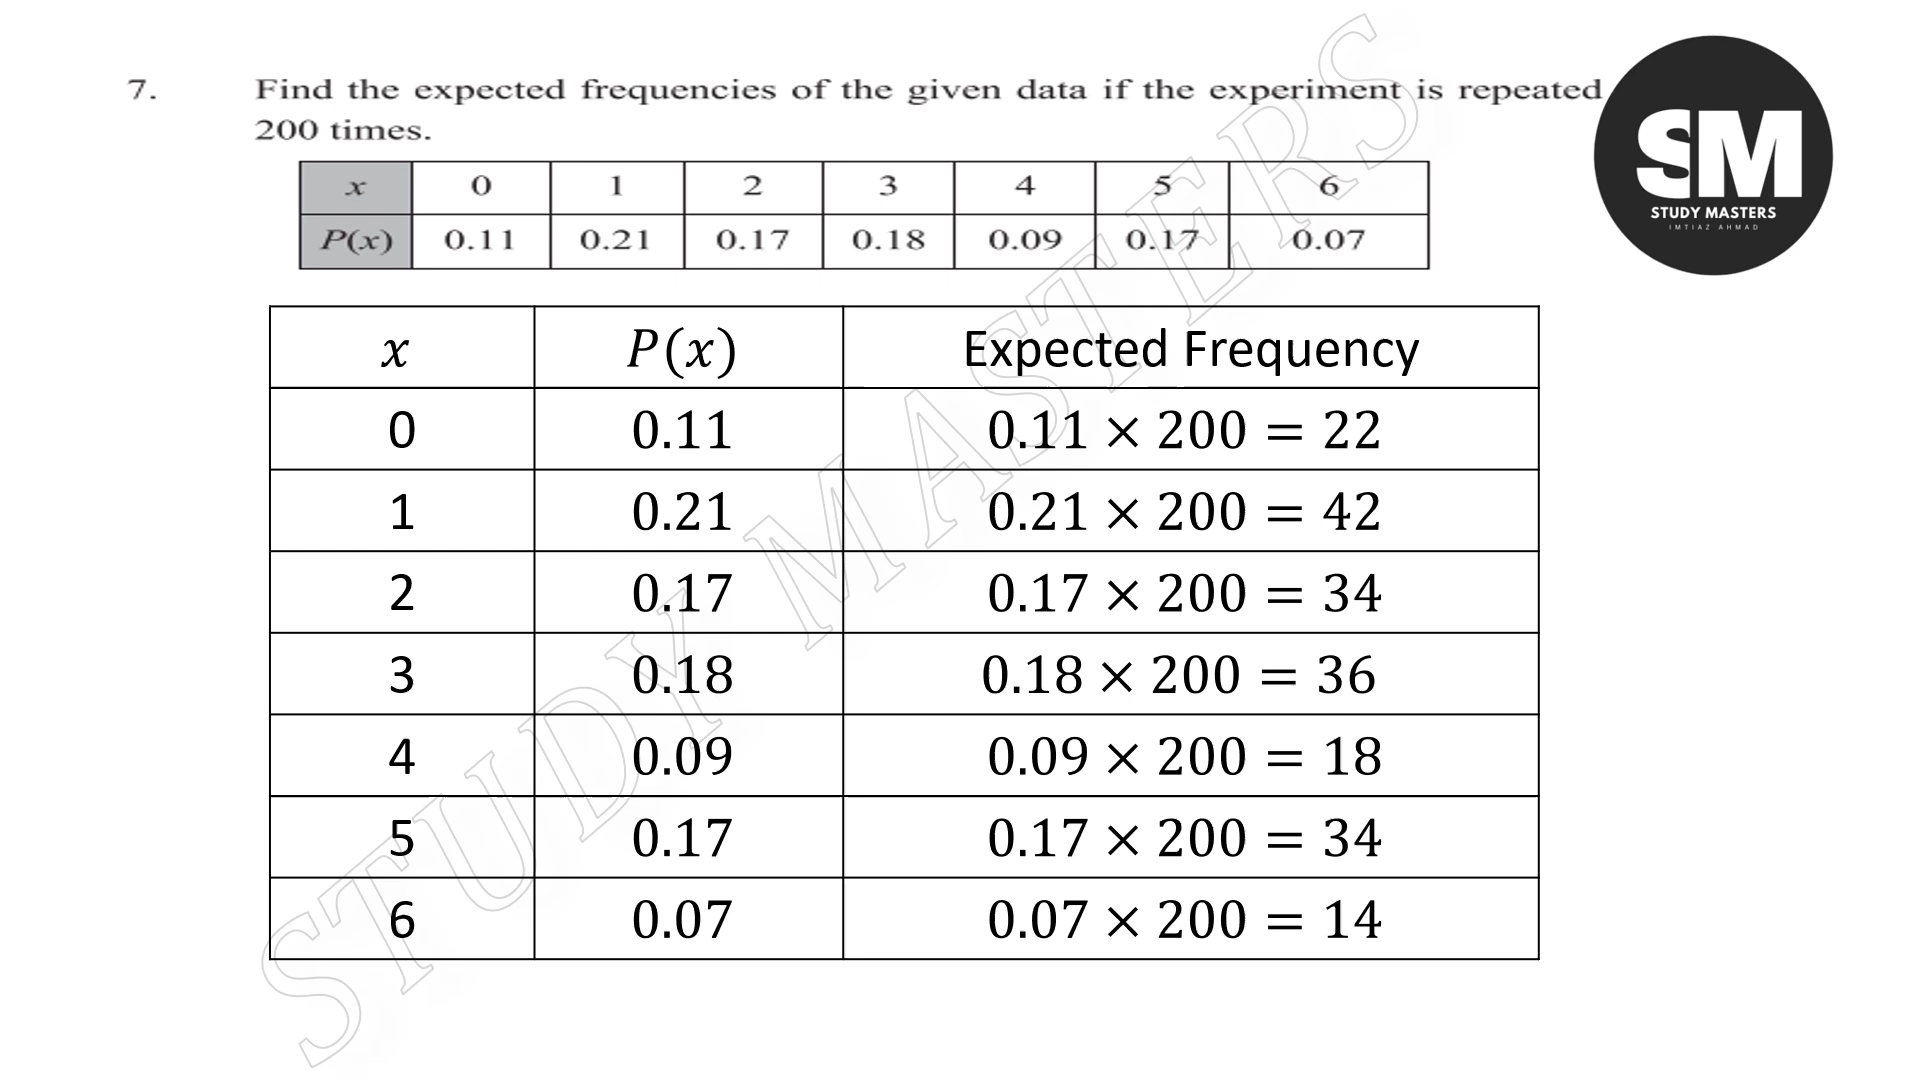 7. Find the expected frequencies of the given data if the experiment is repeated
200 times.
x 0 1 2 3 4 5 6
P(x) 0.11 0.21 0.17 0.18 0.09 0.17 0.07
SM
STUDY MASTERS
IMTIAZ AHMAD
x P(x) Expected Frequency
0 0.11 0.11 × 200 = 22
1 0.21 0.21 × 200 = 42
2 0.17 0.17 × 200 = 34
3 0.18 0.18 × 200 = 36
4 0.09 0.09 × 200 = 18
5 0.17 0.17 × 200 = 34
6 0.07 0.07 × 200 = 14
STUDY MASTERS